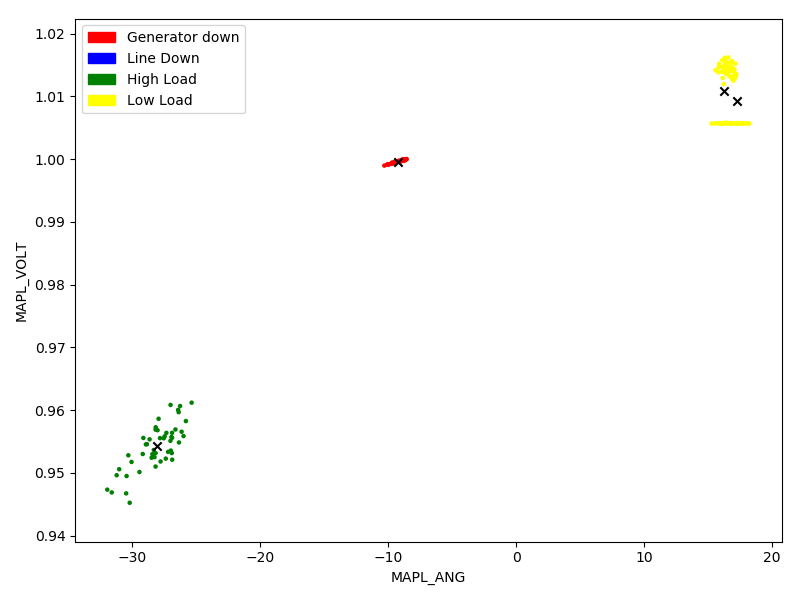 Generator down
Line Down
High Load
Low Load
1.02
1.01
1.00
0.99
0.98
0.97
0.96
0.95
0.94
MAPL_VOLT
−30 −20 −10 0 10 20
MAPL_ANG